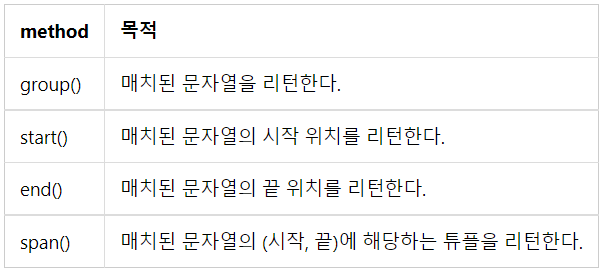 method 목적
group() 매치된 문자열을 리턴한다.
start() 매치된 문자열의 시작 위치를 리턴한다.
end() 매치된 문자열의 끝 위치를 리턴한다.
span() 매치된 문자열의 (시작, 끝)에 해당하는 튜플을 리턴한다.